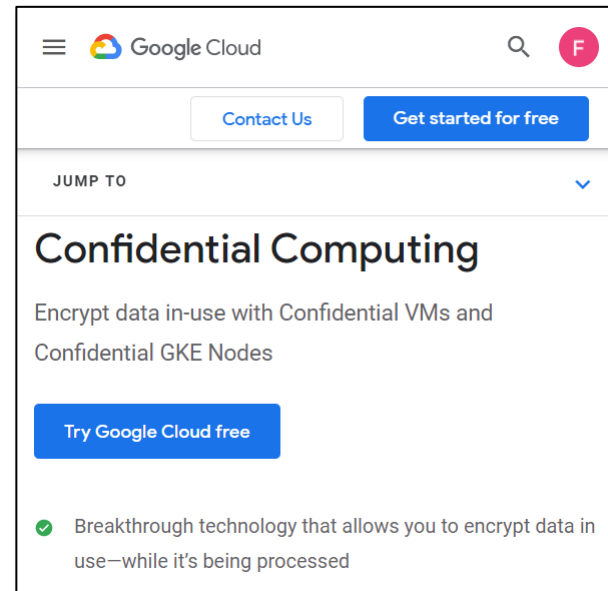 Google Cloud
F
Contact Us
Get started for free
JUMP TO
Confidential Computing
Encrypt data in-use with Confidential VMs and
Confidential GKE Nodes
Try Google Cloud free
Breakthrough technology that allows you to encrypt data in
use—while it's being processed